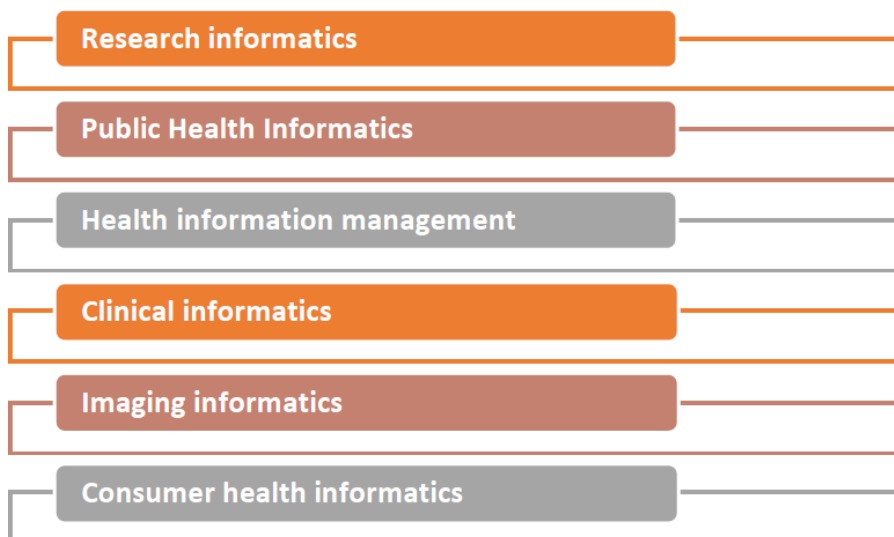 Research informatics
Public Health Informatics
Health information management
Clinical informatics
Imaging informatics
Consumer health informatics